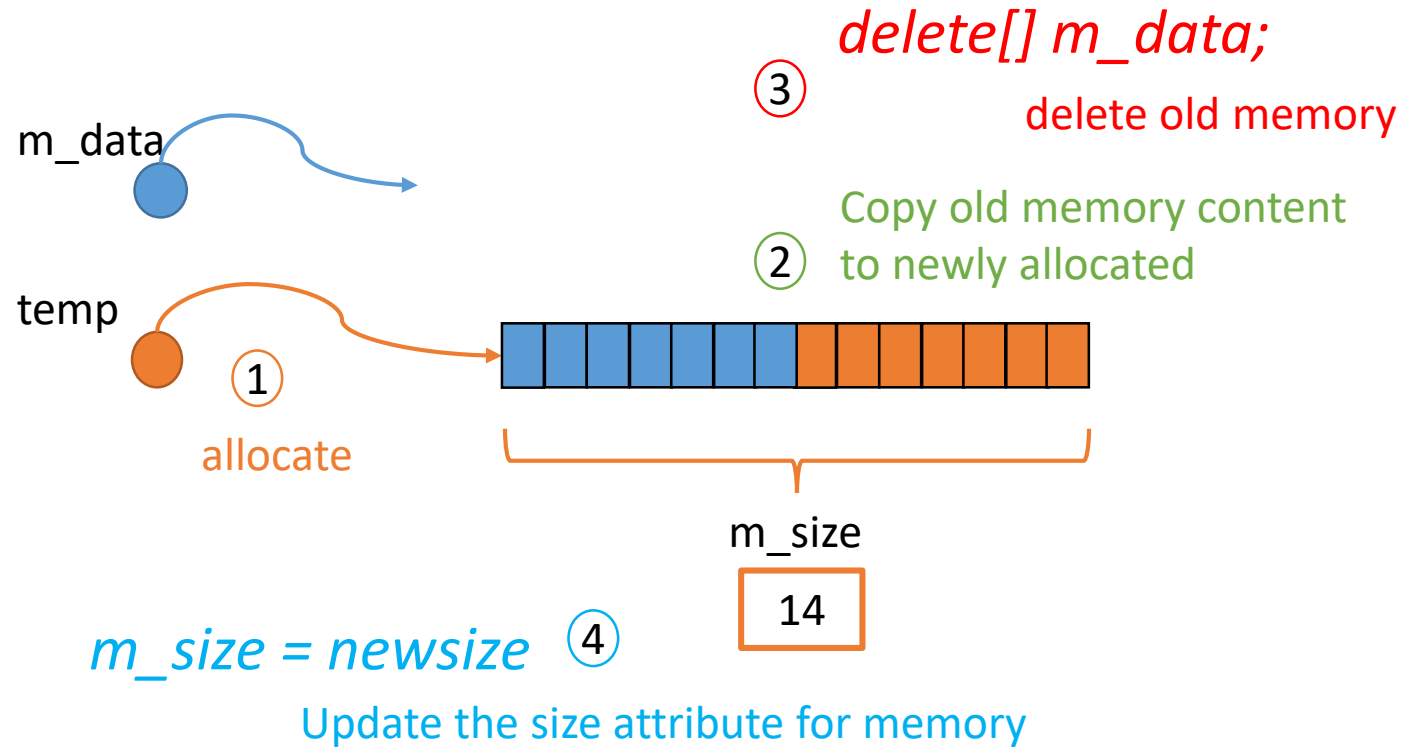 delete[] m_data;
3
delete old memory
m_data
Copy old memory content
2
to newly allocated
temp
1
allocate
m_size
14
m_size = newsize
4
Update the size attribute for memory